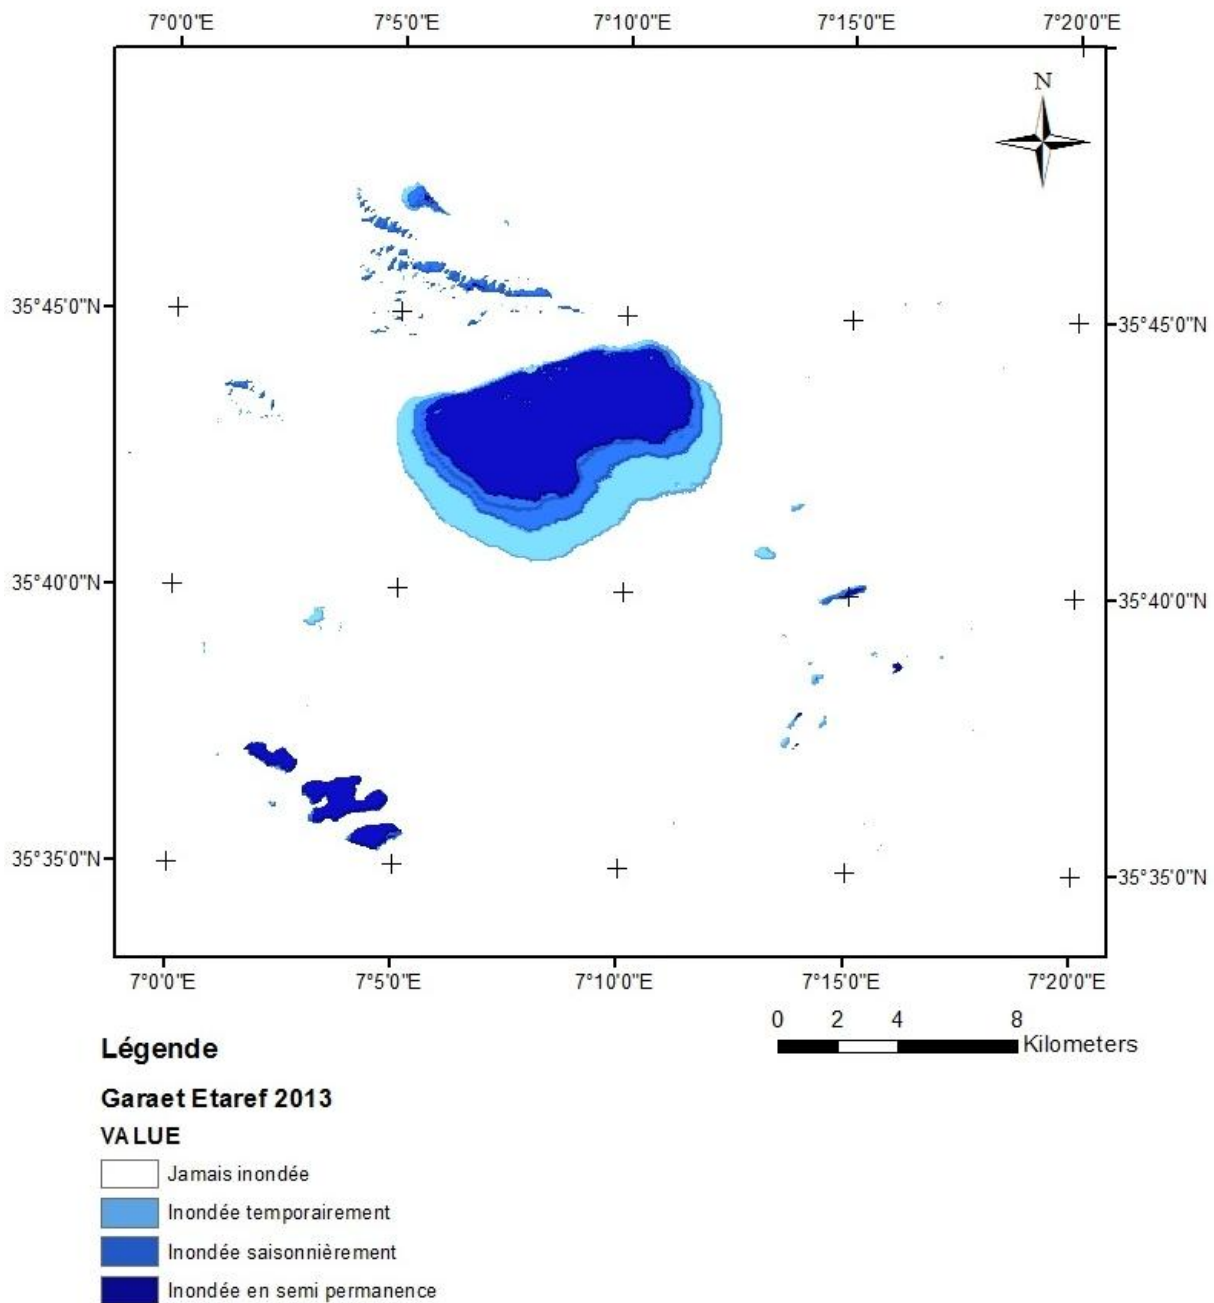 7°0'0"E 7°5'0"E 7°10'0"E 7°15'0"E 7°20'0"E
N
35°45'0"N 35°45'0"N
35°40'0"N 35°40'0"N
35°35'0"N 35°35'0"N
7°0'0"E 7°5'0"E 7°10'0"E 7°15'0"E 7°20'0"E
0 2 4 8
Kilometers
Légende
Garaet Etaref 2013
VALUE
Jamais inondée
Inondée temporairement
Inondée saisonnièrement
Inondée en semi permanence